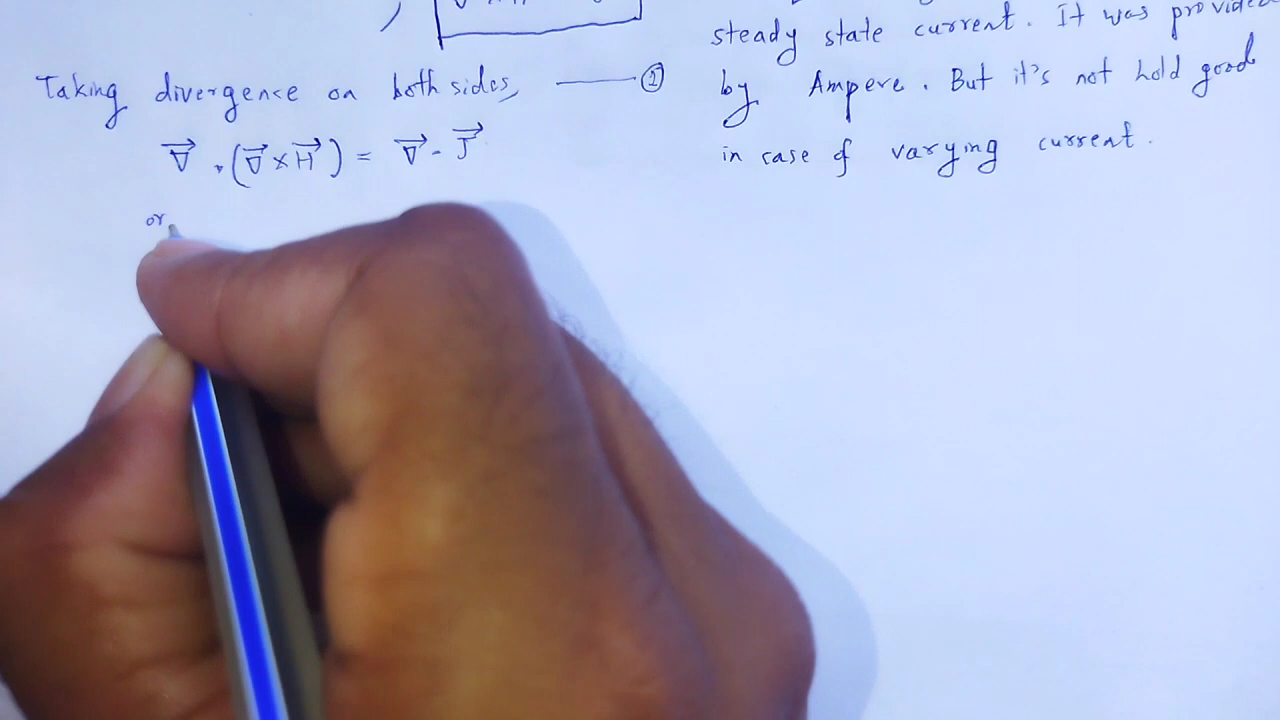 Taking divergence on both sides, —— ②
∇⃗ . (∇⃗ × H⃗) = ∇⃗ - J⃗
or
steady state current. It was provided
by Ampere. But it's not hold good
in case of varying current.